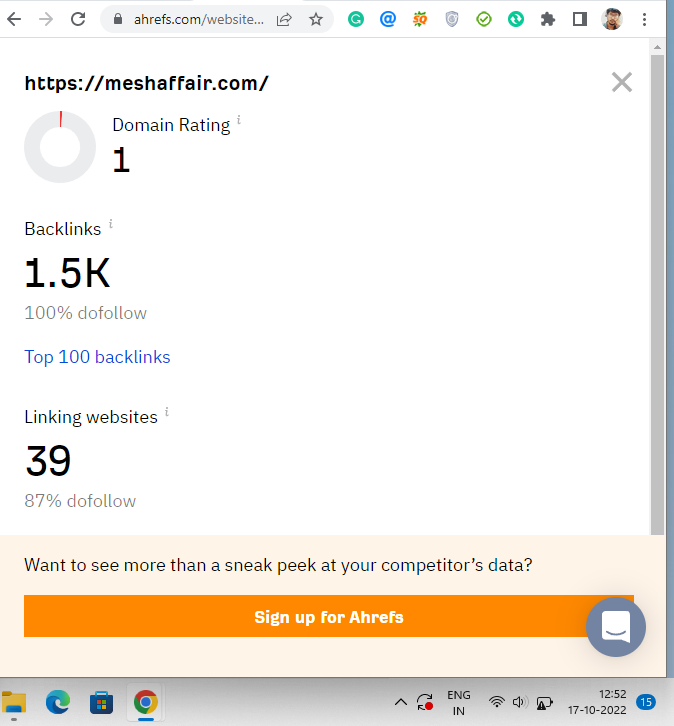 ahrefs.com/website...
https://meshaffair.com/
Domain Rating i
1
Backlinks i
1.5K
100% dofollow
Top 100 backlinks
Linking websites i
39
87% dofollow
Want to see more than a sneak peek at your competitor's data?
Sign up for Ahrefs
ENG
IN
12:52
17-10-2022
15